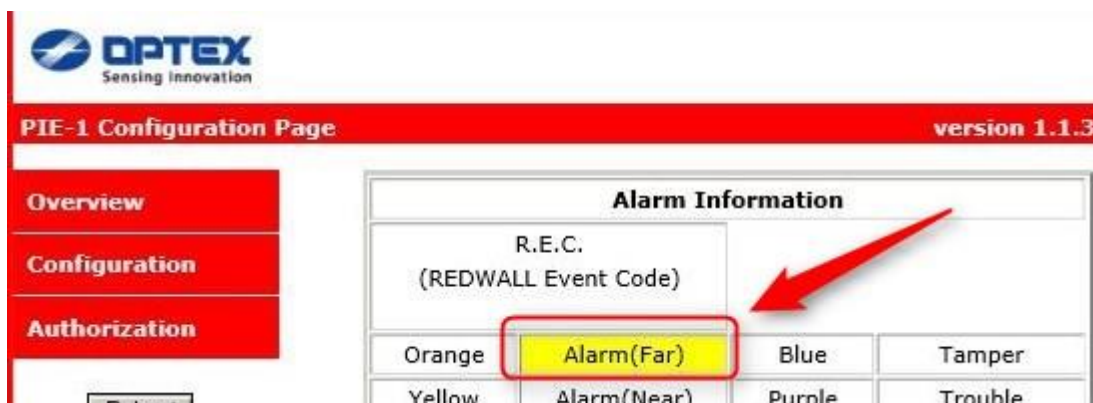 OPTEX
Sensing Innovation
PIE-1 Configuration Page version 1.1.3
Overview
Configuration
Authorization
Alarm Information
R.E.C.
(REDWALL Event Code)
Orange Alarm(Far) Blue Tamper
Yellow Alarm(Near) Purple Trouble